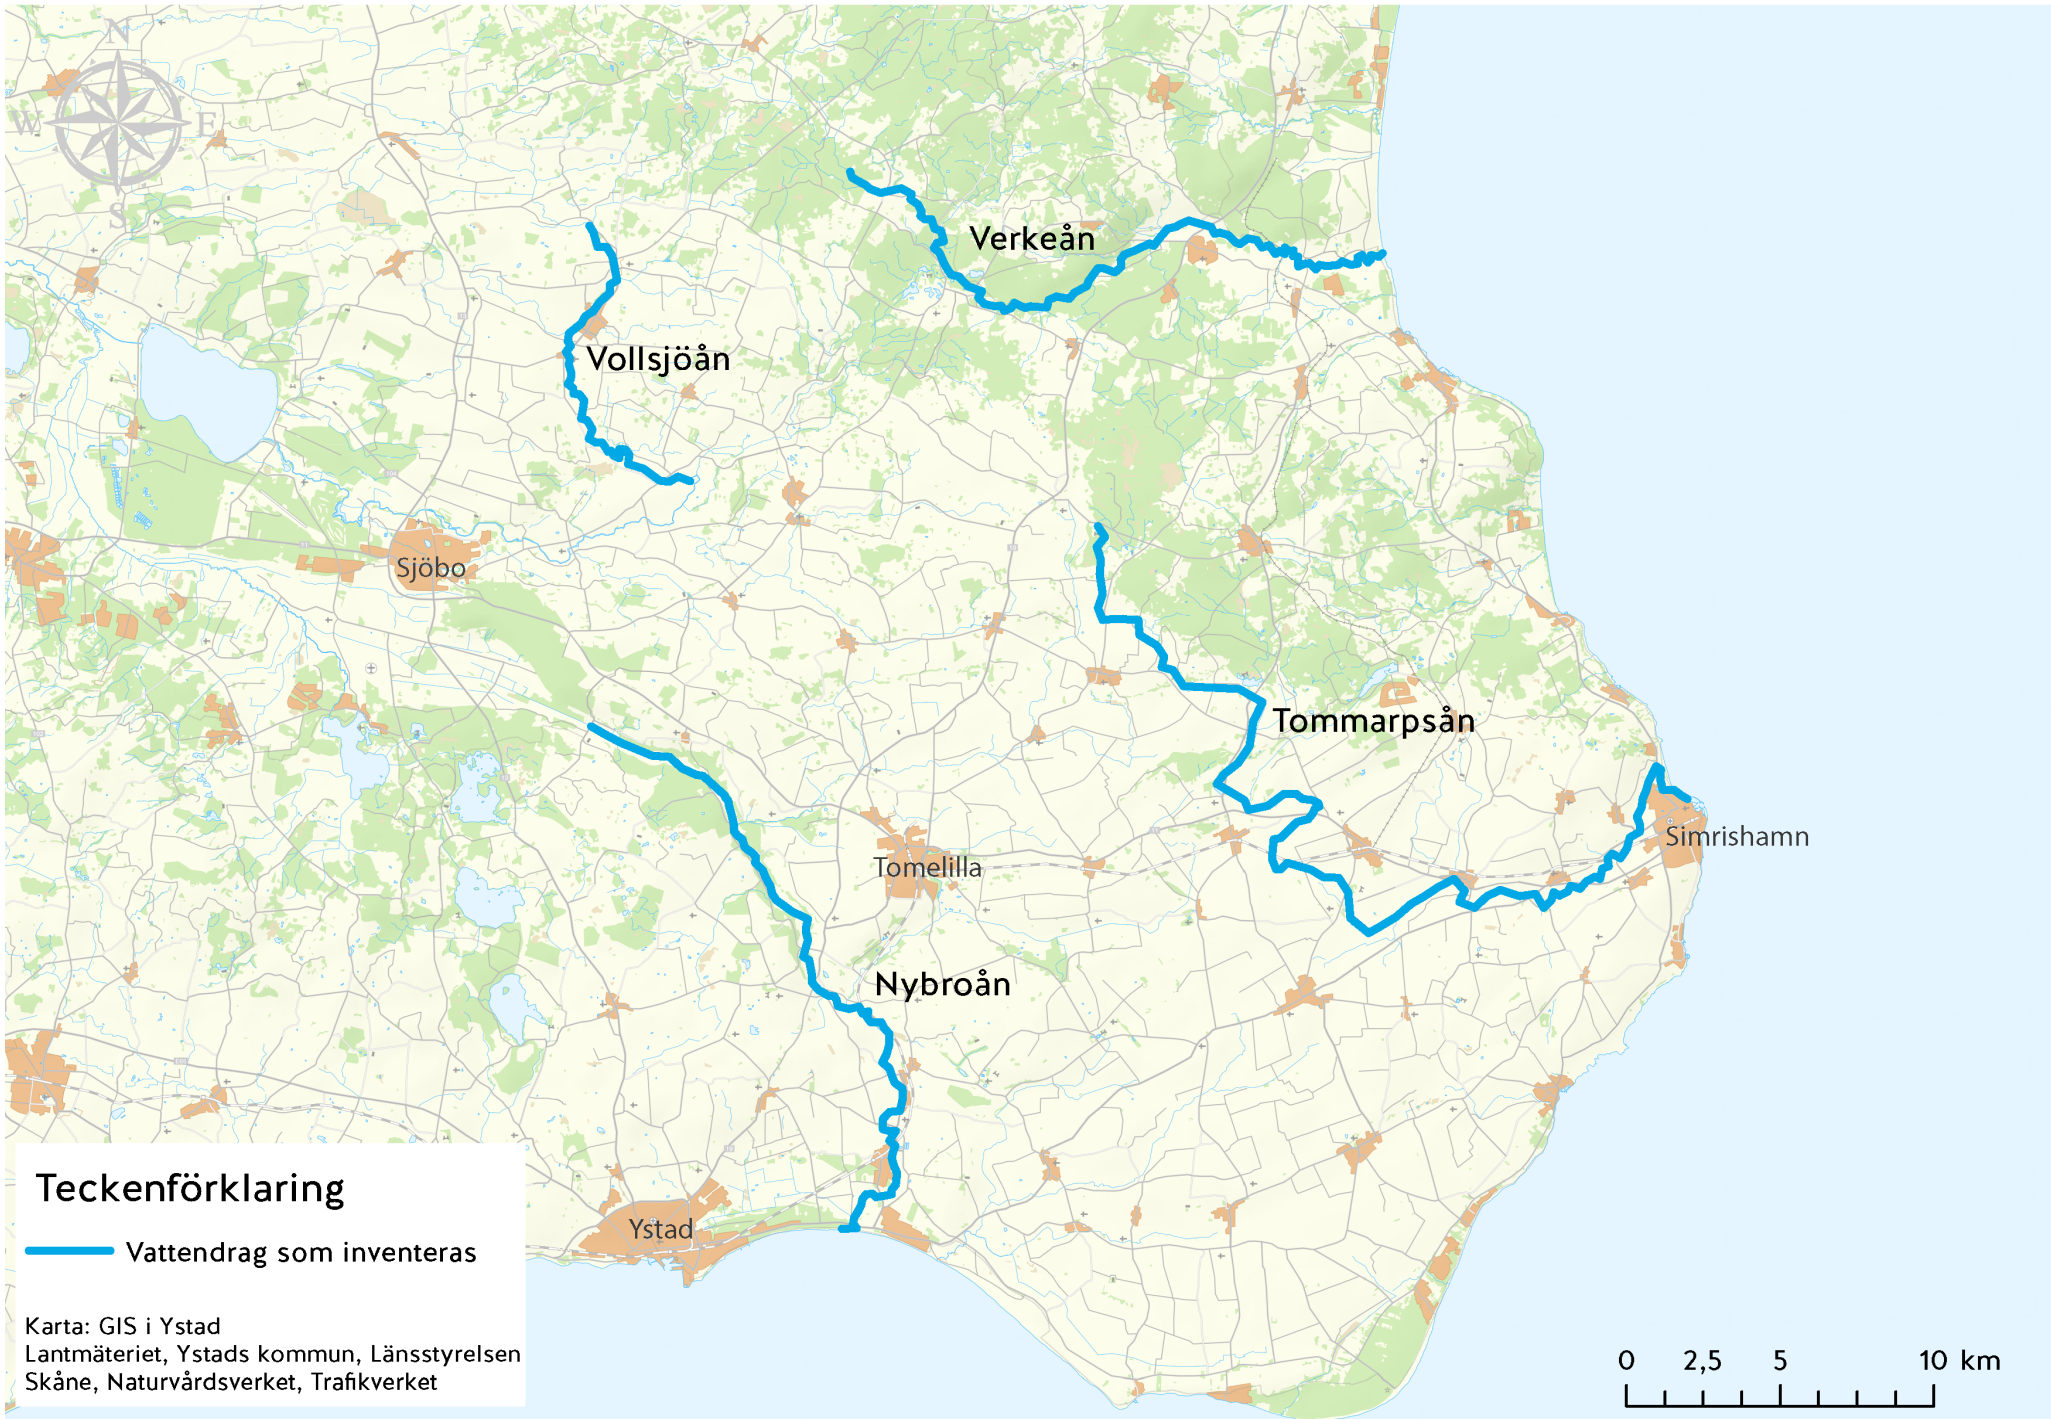 N
W
E
S
Verkeån
Vollsjöån
Sjöbo
Tommarpsån
Simrishamn
Tomelilla
Nybroån
Ystad
Teckenförklaring
Vattendrag som inventeras
Karta: GIS i Ystad
Lantmäteriet, Ystads kommun, Länsstyrelsen
Skåne, Naturvårdsverket, Trafikverket
0 2,5 5 10 km